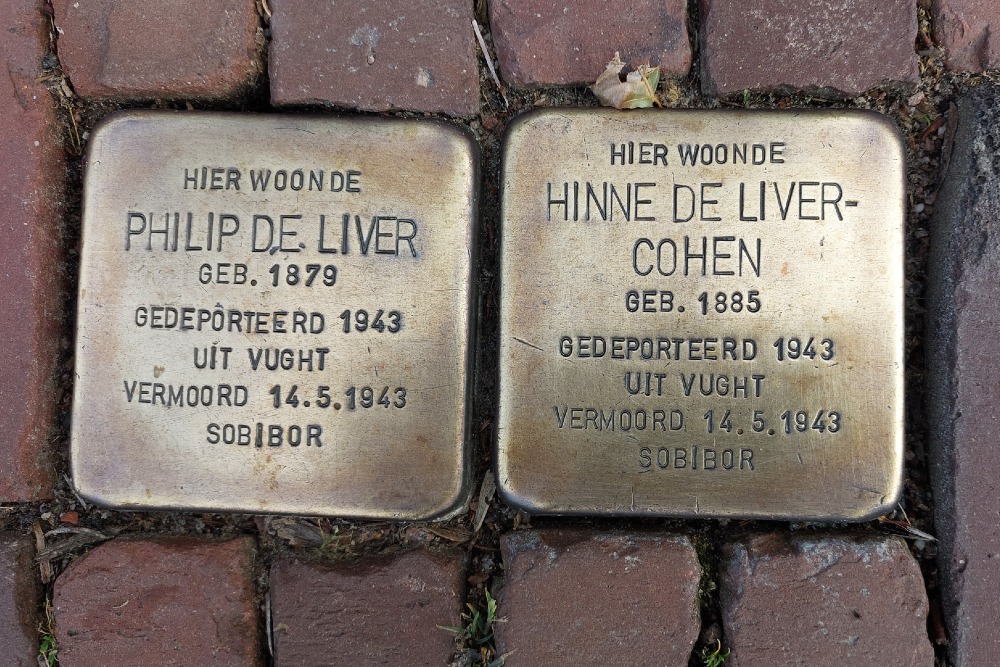 HIER WOONDE
PHILIP DE LIVER
GEB. 1879
GEDEPORTEERD 1943
UIT VUGHT
VERMOORD 14.5.1943
SOBIBOR
HIER WOONDE
HINNE DE LIVER-
COHEN
GEB. 1885
GEDEPORTEERD 1943
UIT VUGHT
VERMOORD 14.5.1943
SOBIBOR